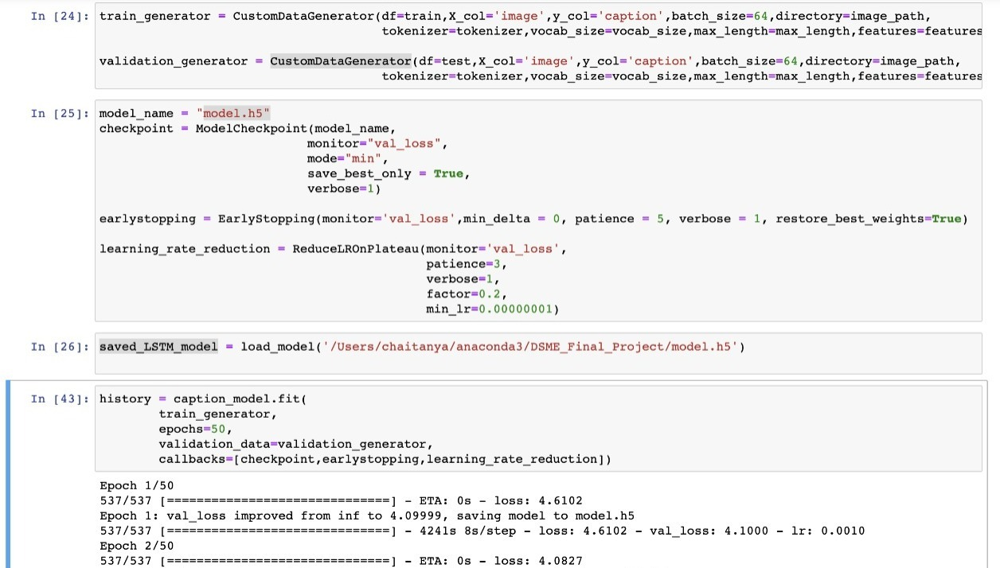 In [24]: train_generator = CustomDataGenerator(df=train,X_col='image',y_col='caption',batch_size=64,directory=image_path,
tokenizer=tokenizer,vocab_size=vocab_size,max_length=max_length,features=features
validation_generator = CustomDataGenerator(df=test,X_col='image',y_col='caption',batch_size=64,directory=image_path,
tokenizer=tokenizer,vocab_size=vocab_size,max_length=max_length,features=features
In [25]: model_name = "model.h5"
checkpoint = ModelCheckpoint(model_name,
monitor="val_loss",
mode="min",
save_best_only = True,
verbose=1)
earlystopping = EarlyStopping(monitor='val_loss',min_delta = 0, patience = 5, verbose = 1, restore_best_weights=True)
learning_rate_reduction = ReduceLROnPlateau(monitor='val_loss',
patience=3,
verbose=1,
factor=0.2,
min_lr=0.00000001)
In [26]: saved_LSTM_model = load_model('/Users/chaitanya/anaconda3/DSME_Final_Project/model.h5')
In [43]: history = caption_model.fit(
train_generator,
epochs=50,
validation_data=validation_generator,
callbacks=[checkpoint,earlystopping,learning_rate_reduction])
Epoch 1/50
537/537 [==============================] - ETA: 0s - loss: 4.6102
Epoch 1: val_loss improved from inf to 4.09999, saving model to model.h5
537/537 [==============================] - 4241s 8s/step - loss: 4.6102 - val_loss: 4.1000 - lr: 0.0010
Epoch 2/50
537/537 [==============================] - ETA: 0s - loss: 4.0827